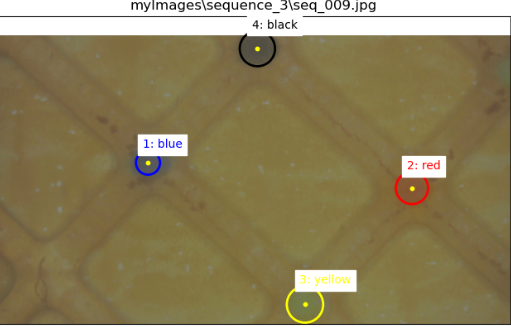 myImages\sequence_3\seq_009.jpg
4: black
1: blue
2: red
3: yellow